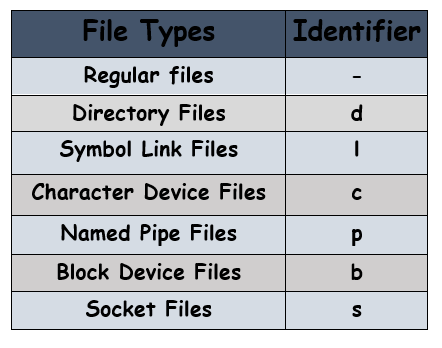 File Types Identifier
Regular files -
Directory Files d
Symbol Link Files l
Character Device Files c
Named Pipe Files p
Block Device Files b
Socket Files s